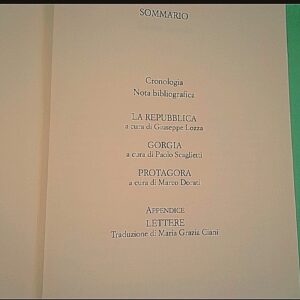 SOMMARIO
Cronologia
Nota bibliografica
LA REPUBBLICA
a cura di Giuseppe Lozza
GORGIA
a cura di Paolo Scaglietti
PROTAGORA
a cura di Marco Dorati
APPENDICE
LETTERE
Traduzione di Maria Grazia Ciani